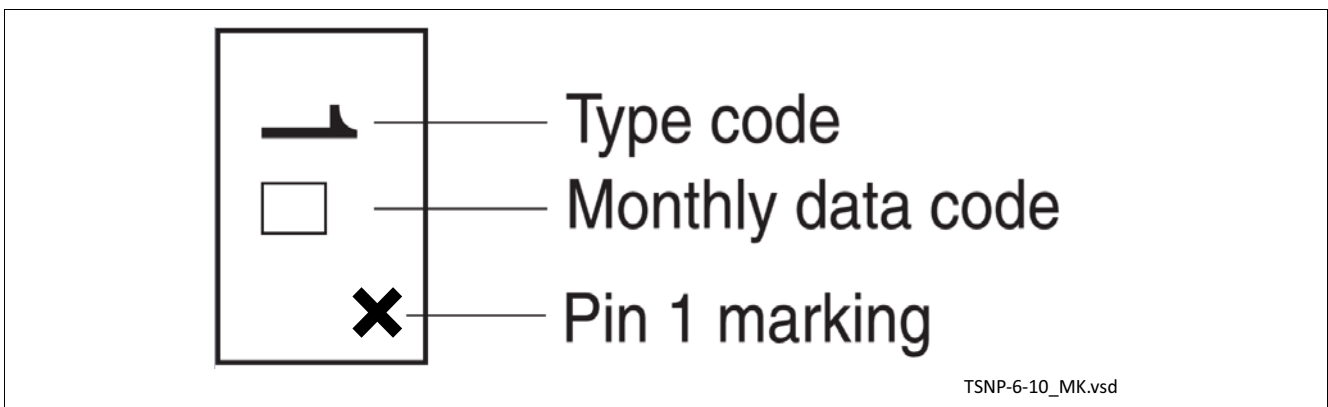 Type code
Monthly data code
Pin 1 marking
TSNP-6-10_MK.vsd